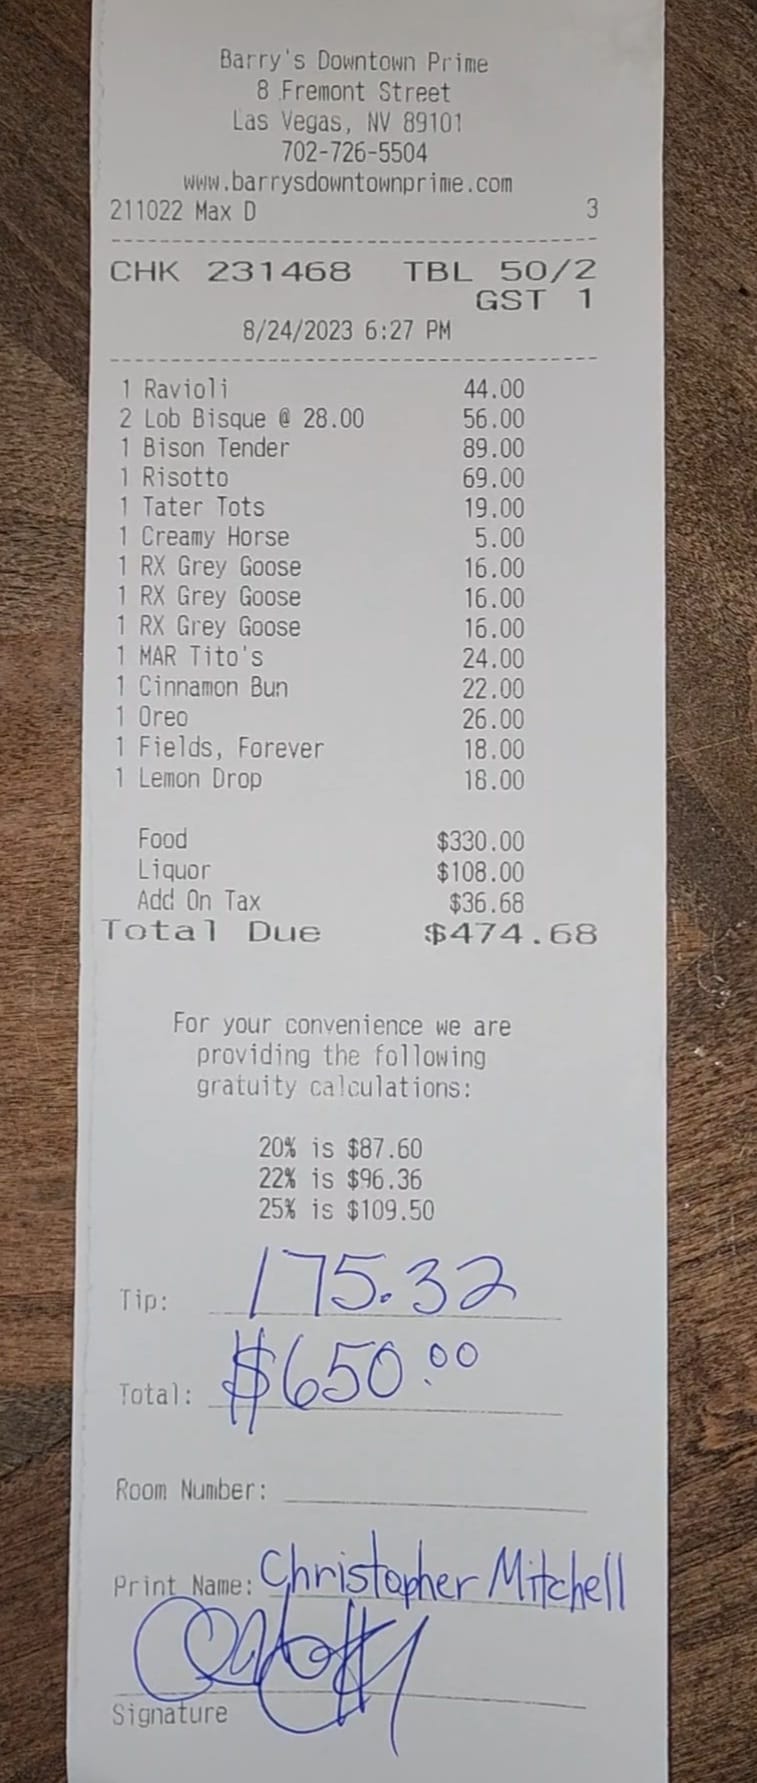 Barry's Downtown Prime
8 Fremont Street
Las Vegas, NV 89101
702-726-5504
www.barrysdowntownprime.com
211022 Max D 3
CHK 231468 TBL 50/2
GST 1
8/24/2023 6:27 PM
1 Ravioli 44.00
2 Lob Bisque @ 28.00 56.00
1 Bison Tender 89.00
1 Risotto 69.00
1 Tater Tots 19.00
1 Creamy Horse 5.00
1 RX Grey Goose 16.00
1 RX Grey Goose 16.00
1 RX Grey Goose 16.00
1 MAR Tito's 24.00
1 Cinnamon Bun 22.00
1 Oreo 26.00
1 Fields, Forever 18.00
1 Lemon Drop 18.00
Food $330.00
Liquor $108.00
Add On Tax $36.68
Total Due $474.68
For your convenience we are
providing the following
gratuity calculations:
20% is $87.60
22% is $96.36
25% is $109.50
Tip: 175.32
Total: $650.00
Room Number:
Print Name: Christopher Mitchell
Signature